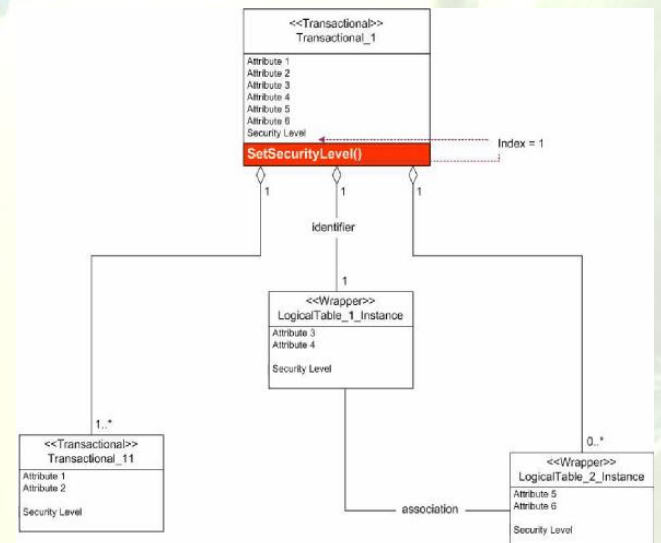 <<Transactional>>
Transactional_1
Attribute 1
Attribute 2
Attribute 3
Attribute 4
Attribute 5
Attribute 6
Security Level
SetSecurityLevel()
Index = 1
1
1
1
identifier
1
<<Wrapper>>
LogicalTable_1_Instance
Attribute 3
Attribute 4
Security Level
1..*
<<Transactional>>
Transactional_11
Attribute 1
Attribute 2
Security Level
0..*
<<Wrapper>>
LogicalTable_2_Instance
Attribute 5
Attribute 6
Security Level
association